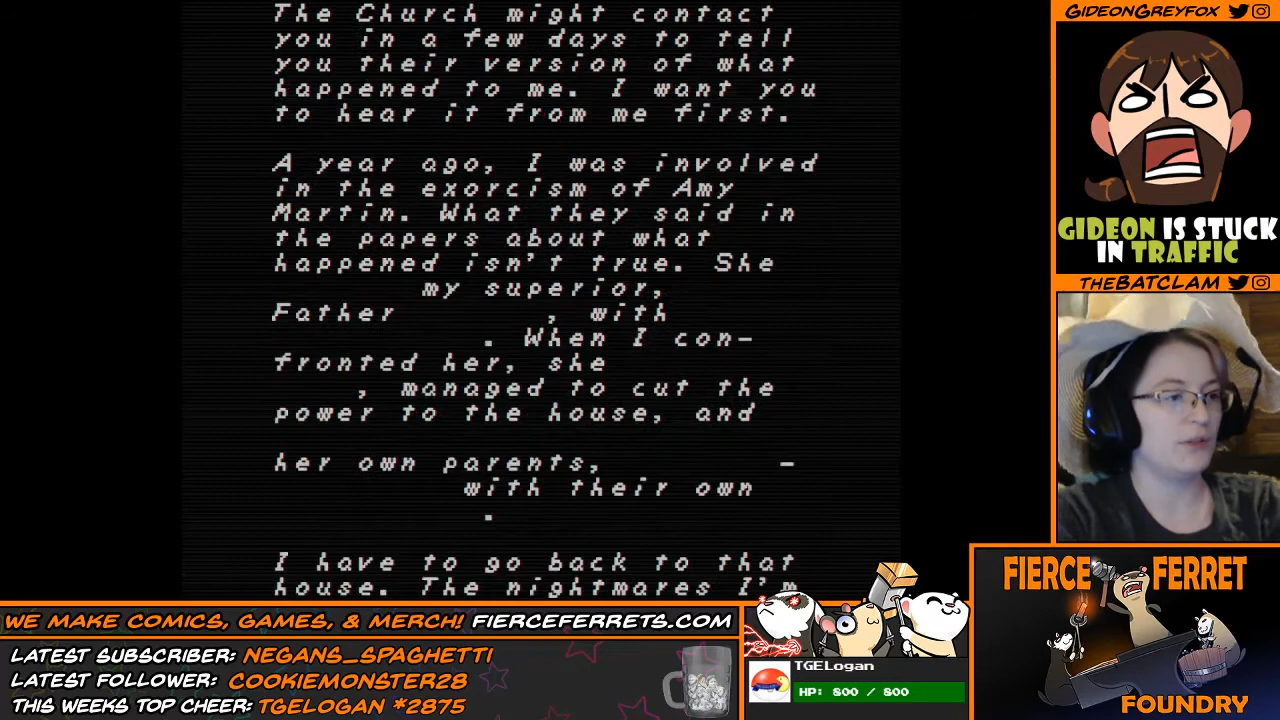 The Church might contact
you in a few days to tell
you their version of what
happened to me. I want you
to hear it from me first.
A year ago, I was involved
in the exorcism of Amy
Martin. What they said in
the papers about what
happened isn't true. She
my superior,
Father , with
. When I con-
fronted her, she
, managed to cut the
power to the house, and
her own parents, -
with their own
.
I have to go back to that
house. The nightmares I'm
GIDEONGREYFOX
GIDEON IS STUCK
IN TRAFFIC
THEBATCLAM
FIERCE FERRET
FOUNDRY
WE MAKE COMICS, GAMES, & MERCH! FIERCEFERRETS.COM
LATEST SUBSCRIBER: NEGANS_SPAGHETTI
LATEST FOLLOWER: COOKIEMONSTER28
THIS WEEKS TOP CHEER: TGELOGAN *2875
TGELogan
HP: 800 / 800